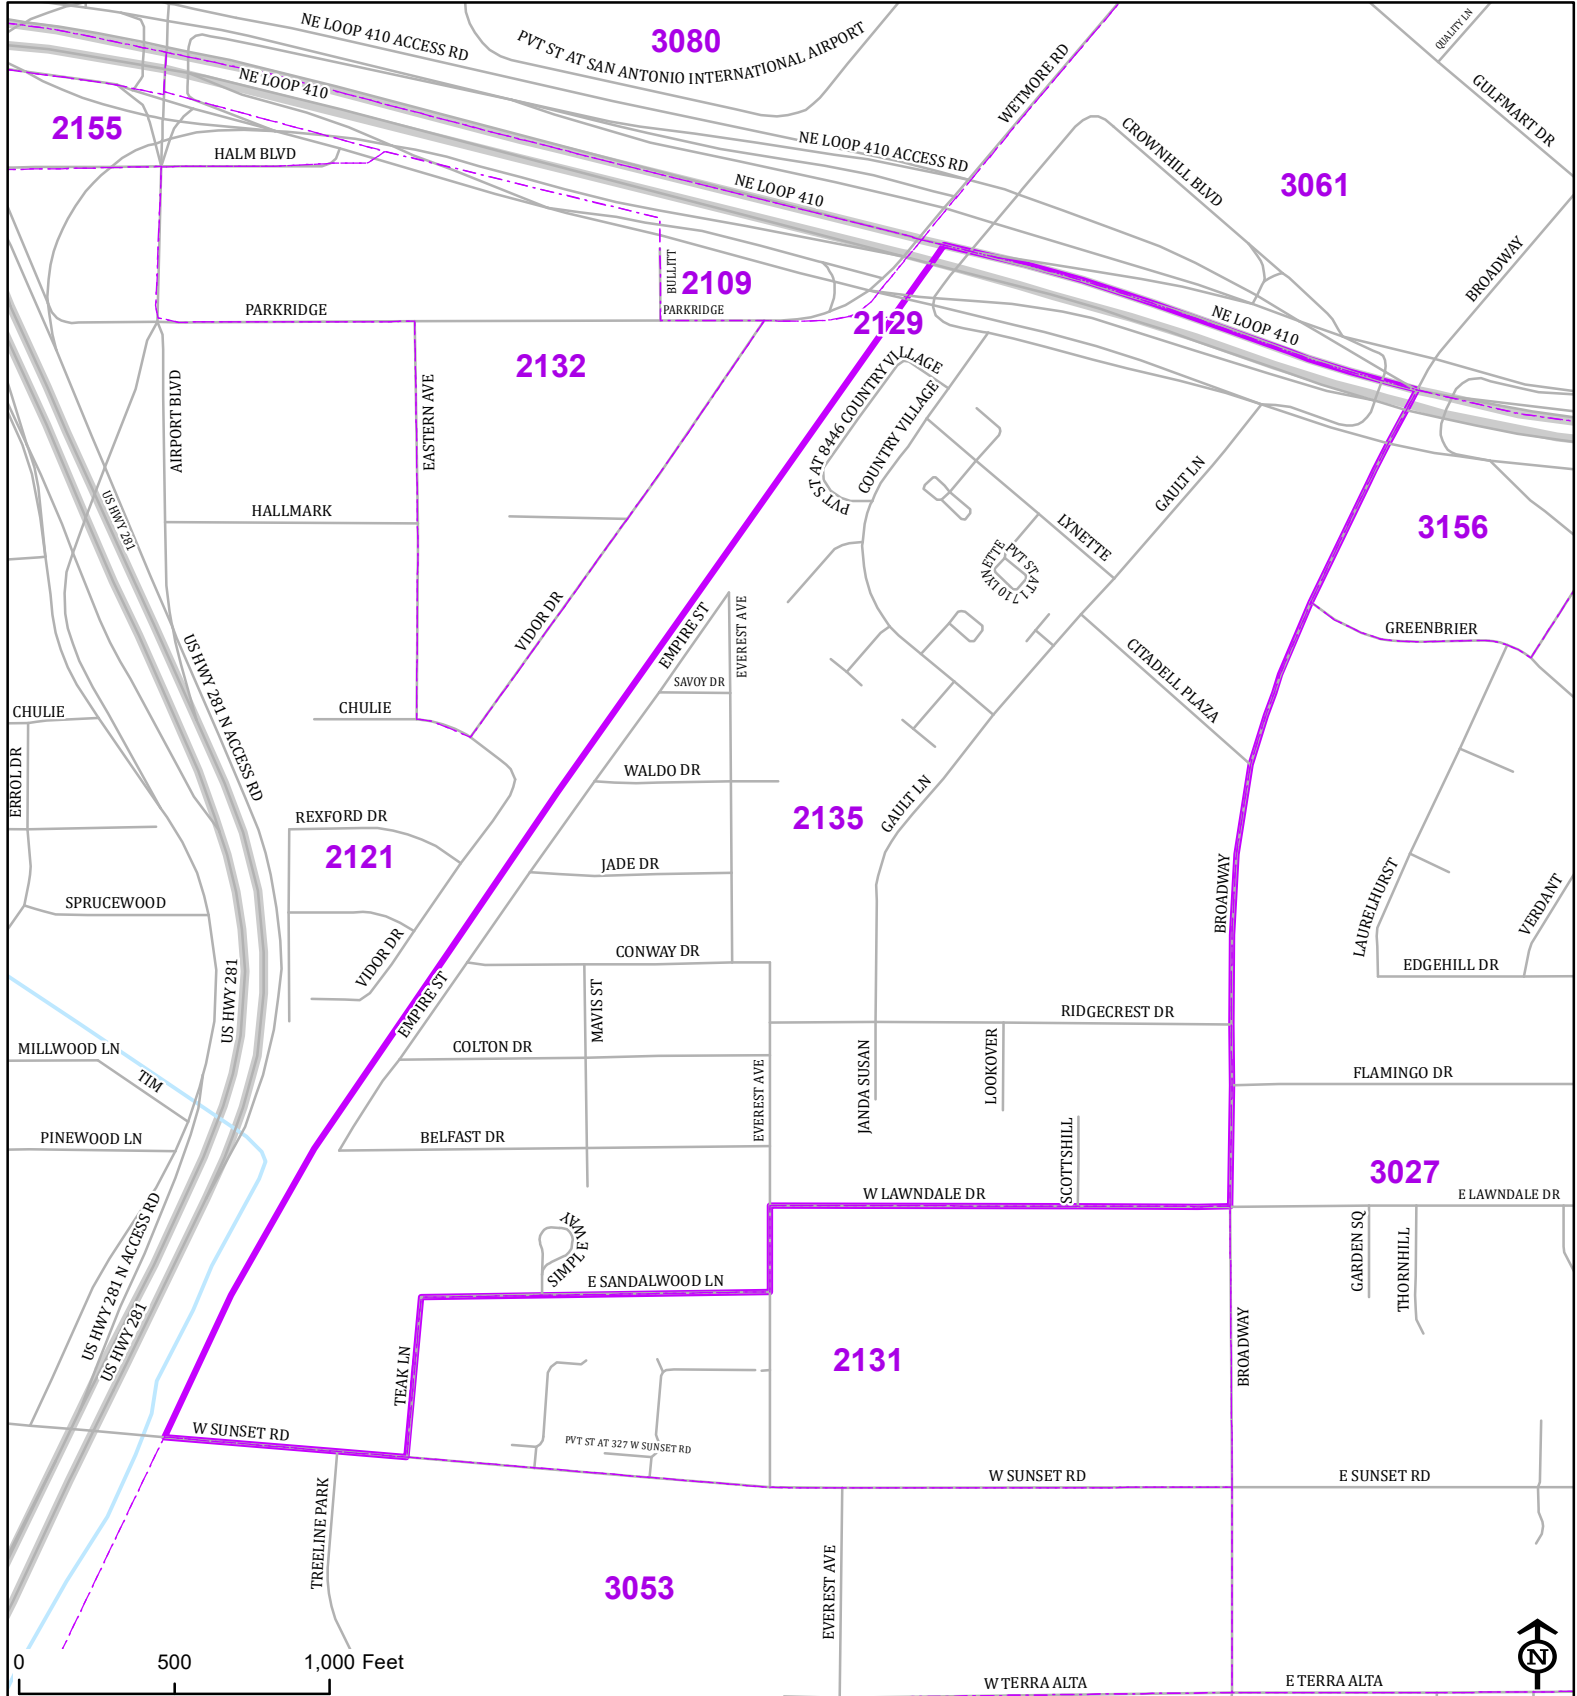 NE LOOP 410 ACCESS RD
3080
PVT ST AT SAN ANTONIO INTERNATIONAL AIRPORT
QUALITY LN
WETMORE RD
GULFMART DR
NE LOOP 410
2155
HALM BLVD
NE LOOP 410 ACCESS RD
CROWNHILL BLVD
NE LOOP 410
3061
BROADWAY
BULLITT
2109
PARKRIDGE
PARKRIDGE
2129
NE LOOP 410
2132
PVT ST AT 8446 COUNTRY VILLAGE
COUNTRY VILLAGE
AIRPORT BLVD
EASTERN AVE
GAULT LN
US HWY 281
HALLMARK
LYNETTE
3156
PVT ST AT 1710 LYNETTE
VIDOR DR
EMPIRE ST
EVEREST AVE
GREENBRIER
US HWY 281 N ACCESS RD
SAVOY DR
CITADELL PLAZA
CHULIE
CHULIE
ERROL DR
WALDO DR
GAULT LN
REXFORD DR
2135
2121
JADE DR
BROADWAY
LAURELHURST
VERDANT
SPRUCEWOOD
VIDOR DR
CONWAY DR
EDGEHILL DR
US HWY 281
EMPIRE ST
MAVIS ST
RIDGECREST DR
MILLWOOD LN
COLTON DR
JANDA SUSAN
LOOKOVER
FLAMINGO DR
TIM
EVEREST AVE
PINEWOOD LN
BELFAST DR
SCOTTSHILL
3027
W LAWNDALE DR
E LAWNDALE DR
US HWY 281 N ACCESS RD
SIMPLE WAY
GARDEN SQ
THORNHILL
E SANDALWOOD LN
US HWY 281
TEAK LN
2131
BROADWAY
W SUNSET RD
PVT ST AT 327 W SUNSET RD
W SUNSET RD
E SUNSET RD
TREELINE PARK
3053
EVEREST AVE
N
0 500 1,000 Feet
W TERRA ALTA
E TERRA ALTA